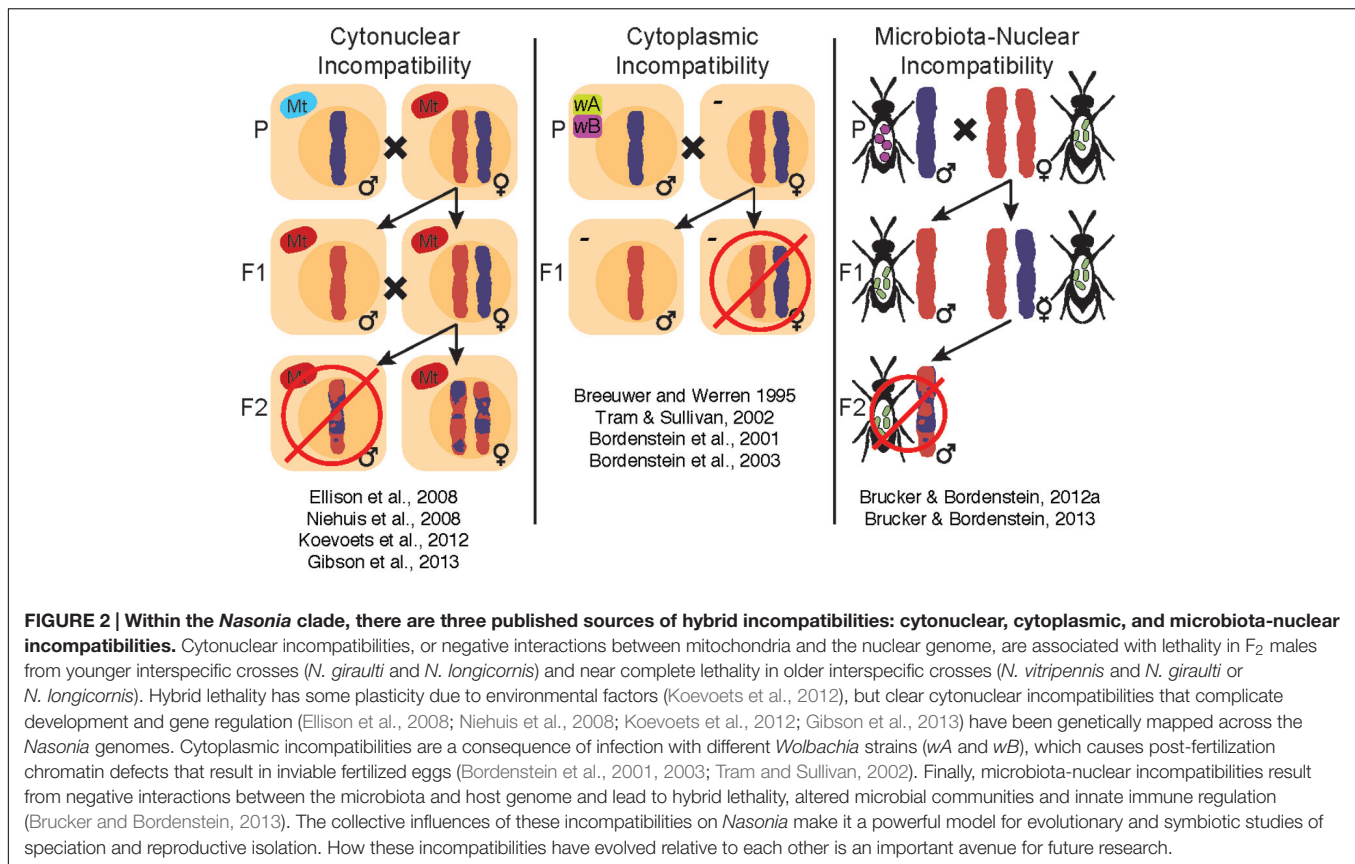 Cytonuclear
Incompatibility
Cytoplasmic
Incompatibility
Microbiota-Nuclear
Incompatibility
P
Mt
♂
Mt
♀
wA
wB
P
♂
-
♀
P
♂
♀
F1
Mt
♂
Mt
♀
F1
-
♂
-
♀
F1
♂
☿
F2
Mt
♂
Mt
♀
F2
♂
Ellison et al., 2008
Niehuis et al., 2008
Koevoets et al., 2012
Gibson et al., 2013
Breeuwer and Werren 1995
Tram & Sullivan, 2002
Bordenstein et al., 2001
Bordenstein et al., 2003
Brucker & Bordenstein, 2012a
Brucker & Bordenstein, 2013
FIGURE 2 | Within the Nasonia clade, there are three published sources of hybrid incompatibilities: cytonuclear, cytoplasmic, and microbiota-nuclear
incompatibilities. Cytonuclear incompatibilities, or negative interactions between mitochondria and the nuclear genome, are associated with lethality in F2 males
from younger interspecific crosses (N. giraulti and N. longicornis) and near complete lethality in older interspecific crosses (N. vitripennis and N. giraulti or
N. longicornis). Hybrid lethality has some plasticity due to environmental factors (Koevoets et al., 2012), but clear cytonuclear incompatibilities that complicate
development and gene regulation (Ellison et al., 2008; Niehuis et al., 2008; Koevoets et al., 2012; Gibson et al., 2013) have been genetically mapped across the
Nasonia genomes. Cytoplasmic incompatibilities are a consequence of infection with different Wolbachia strains (wA and wB), which causes post-fertilization
chromatin defects that result in inviable fertilized eggs (Bordenstein et al., 2001, 2003; Tram and Sullivan, 2002). Finally, microbiota-nuclear incompatibilities result
from negative interactions between the microbiota and host genome and lead to hybrid lethality, altered microbial communities and innate immune regulation
(Brucker and Bordenstein, 2013). The collective influences of these incompatibilities on Nasonia make it a powerful model for evolutionary and symbiotic studies of
speciation and reproductive isolation. How these incompatibilities have evolved relative to each other is an important avenue for future research.